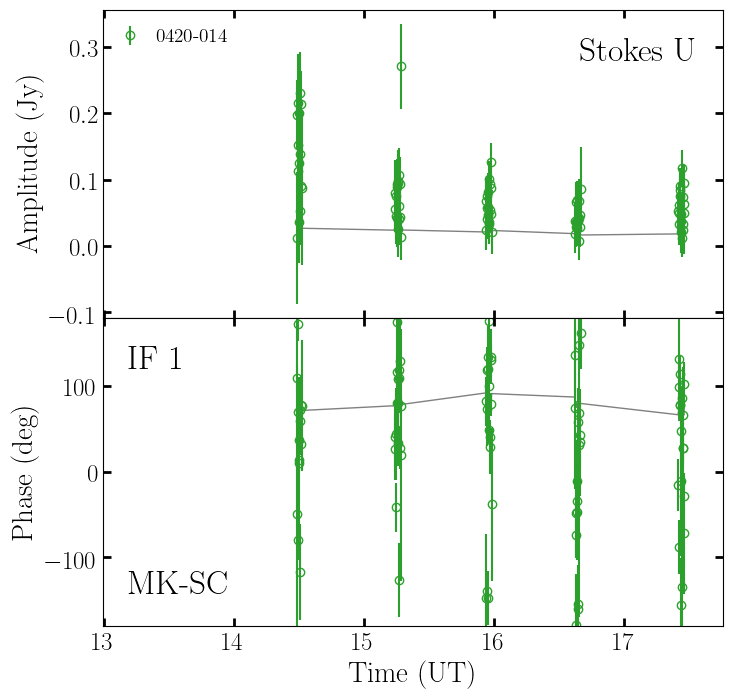 0420-014
Stokes U
Amplitude (Jy)
0.3
0.2
0.1
0.0
−0.1
IF 1
MK-SC
Phase (deg)
100
0
−100
13 14 15 16 17
Time (UT)